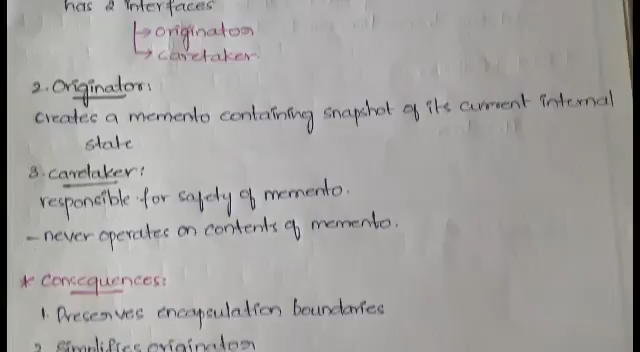 has 2 interfaces
→originator
→caretaker
2. Originator:
creates a memento containing snapshot of its current internal
state
3. caretaker:
responsible for safety of memento.
- never operates on contents of memento.
* Consequences:
1. Preserves encapsulation boundaries
2. Simplifies originator